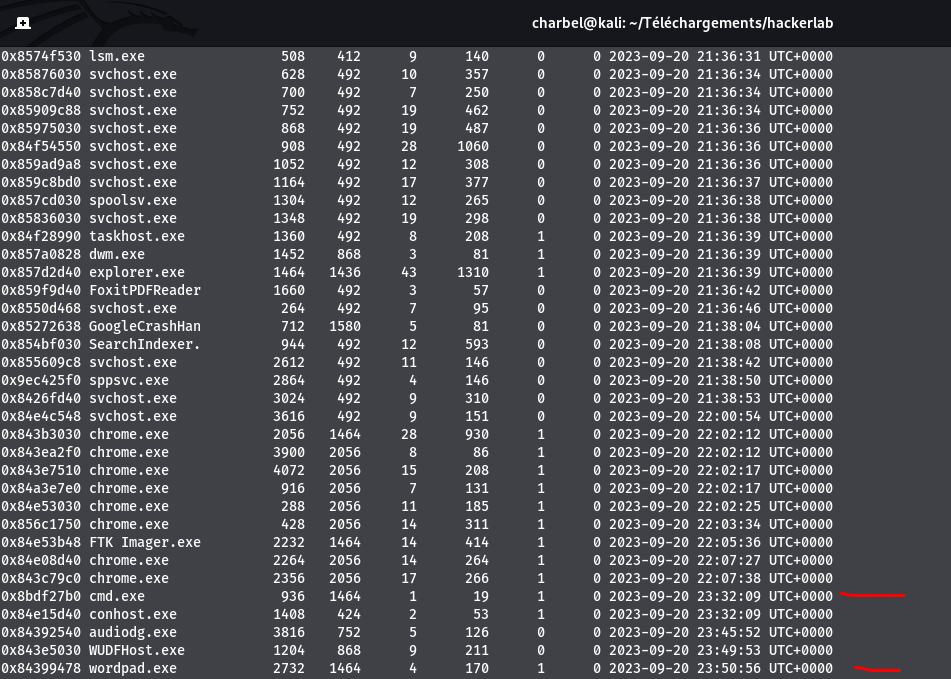 charbel@kali: ~/Téléchargements/hackerlab
0x8574f530 lsm.exe 508 412 9 140 0 0 2023-09-20 21:36:31 UTC+0000
0x85876030 svchost.exe 628 492 10 357 0 0 2023-09-20 21:36:34 UTC+0000
0x858c7d40 svchost.exe 700 492 7 250 0 0 2023-09-20 21:36:34 UTC+0000
0x85909c88 svchost.exe 752 492 19 462 0 0 2023-09-20 21:36:34 UTC+0000
0x85975030 svchost.exe 868 492 19 487 0 0 2023-09-20 21:36:36 UTC+0000
0x84f54550 svchost.exe 908 492 28 1060 0 0 2023-09-20 21:36:36 UTC+0000
0x859ad9a8 svchost.exe 1052 492 12 308 0 0 2023-09-20 21:36:36 UTC+0000
0x859c8bd0 svchost.exe 1164 492 17 377 0 0 2023-09-20 21:36:37 UTC+0000
0x857cd030 spoolsv.exe 1304 492 12 265 0 0 2023-09-20 21:36:38 UTC+0000
0x85836030 svchost.exe 1348 492 19 298 0 0 2023-09-20 21:36:38 UTC+0000
0x84f28990 taskhost.exe 1360 492 8 208 1 0 2023-09-20 21:36:39 UTC+0000
0x857a0828 dwm.exe 1452 868 3 81 1 0 2023-09-20 21:36:39 UTC+0000
0x857d2d40 explorer.exe 1464 1436 43 1310 1 0 2023-09-20 21:36:39 UTC+0000
0x859f9d40 FoxitPDFReader 1660 492 3 57 0 0 2023-09-20 21:36:42 UTC+0000
0x8550d468 svchost.exe 264 492 7 95 0 0 2023-09-20 21:36:46 UTC+0000
0x85272638 GoogleCrashHan 712 1580 5 81 0 0 2023-09-20 21:38:04 UTC+0000
0x854bf030 SearchIndexer. 944 492 12 593 0 0 2023-09-20 21:38:08 UTC+0000
0x855609c8 svchost.exe 2612 492 11 146 0 0 2023-09-20 21:38:42 UTC+0000
0x9ec425f0 sppsvc.exe 2864 492 4 146 0 0 2023-09-20 21:38:50 UTC+0000
0x8426fd40 svchost.exe 3024 492 9 310 0 0 2023-09-20 21:38:53 UTC+0000
0x84e4c548 svchost.exe 3616 492 9 151 0 0 2023-09-20 22:00:54 UTC+0000
0x843b3030 chrome.exe 2056 1464 28 930 1 0 2023-09-20 22:02:12 UTC+0000
0x843ea2f0 chrome.exe 3900 2056 8 86 1 0 2023-09-20 22:02:12 UTC+0000
0x843e7510 chrome.exe 4072 2056 15 208 1 0 2023-09-20 22:02:17 UTC+0000
0x84a3e7e0 chrome.exe 916 2056 7 131 1 0 2023-09-20 22:02:17 UTC+0000
0x84e53030 chrome.exe 288 2056 11 185 1 0 2023-09-20 22:02:25 UTC+0000
0x856c1750 chrome.exe 428 2056 14 311 1 0 2023-09-20 22:03:34 UTC+0000
0x84e53b48 FTK Imager.exe 2232 1464 14 414 1 0 2023-09-20 22:05:36 UTC+0000
0x84e08d40 chrome.exe 2264 2056 14 264 1 0 2023-09-20 22:07:27 UTC+0000
0x843c79c0 chrome.exe 2356 2056 17 266 1 0 2023-09-20 22:07:38 UTC+0000
0x8bdf27b0 cmd.exe 936 1464 1 19 1 0 2023-09-20 23:32:09 UTC+0000
0x84e15d40 conhost.exe 1408 424 2 53 1 0 2023-09-20 23:32:09 UTC+0000
0x84392540 audiodg.exe 3816 752 5 126 0 0 2023-09-20 23:45:52 UTC+0000
0x843e5030 WUDFHost.exe 1204 868 9 211 0 0 2023-09-20 23:49:53 UTC+0000
0x84399478 wordpad.exe 2732 1464 4 170 1 0 2023-09-20 23:50:56 UTC+0000